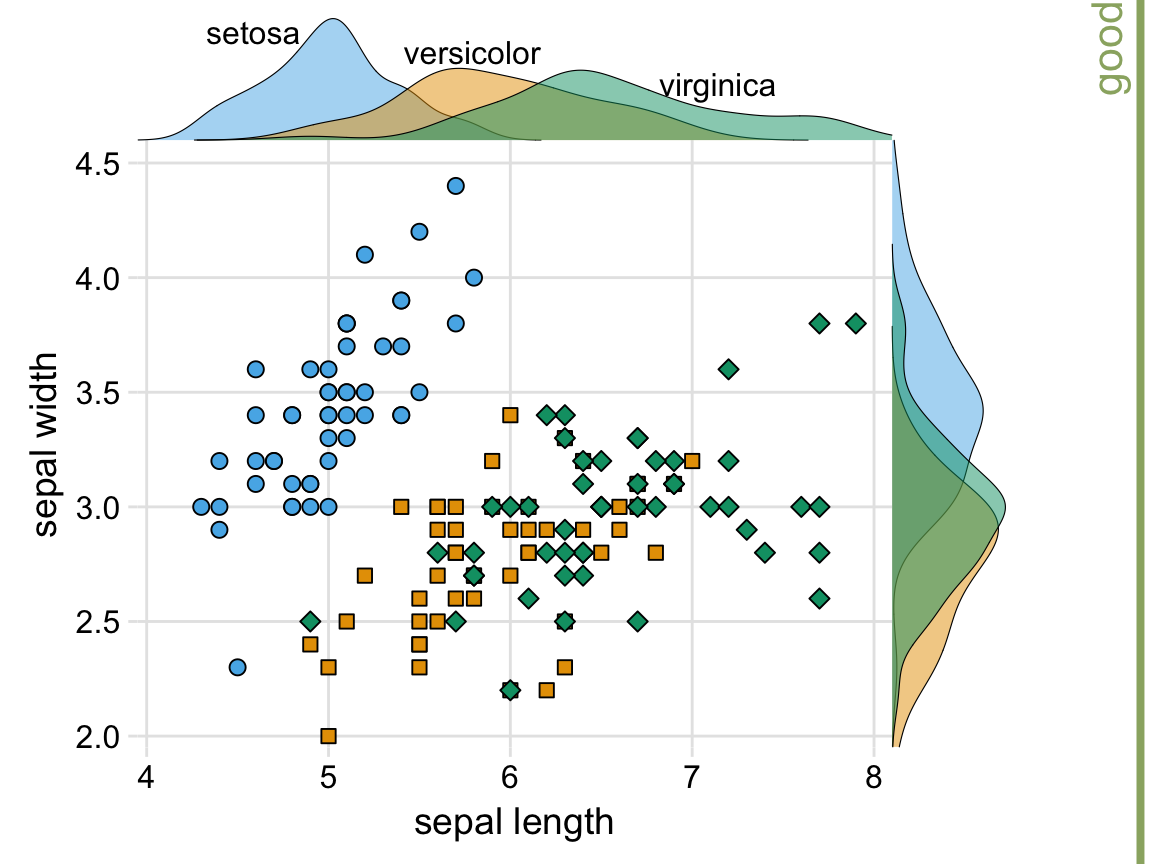 setosa
versicolor
virginica
good
4.5
4.0
3.5
3.0
2.5
2.0
sepal width
4 5 6 7 8
sepal length